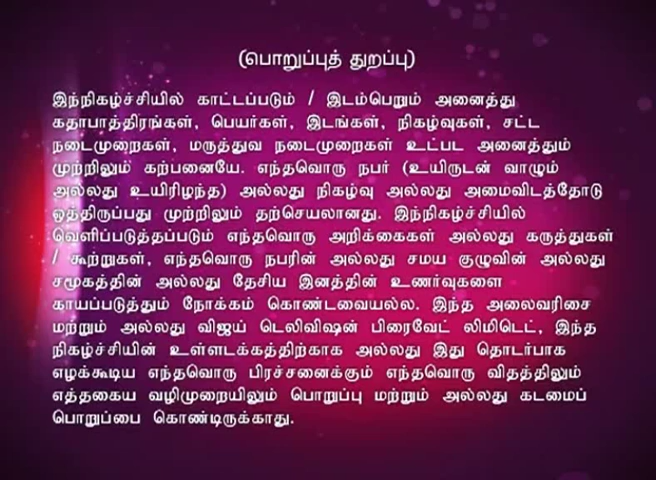 (பொறுப்புத் துறப்பு)
இந்நிகழ்ச்சியில் காட்டப்படும் / இடம்பெறும் அனைத்து
கதாபாத்திரங்கள், பெயர்கள், இடங்கள், நிகழ்வுகள், சட்ட
நடைமுறைகள், மருத்துவ நடைமுறைகள் உட்பட அனைத்தும்
முற்றிலும் கற்பனையே. எந்தவொரு நபர் (உயிருடன் வாழும்
அல்லது உயிரிழந்த) அல்லது நிகழ்வு அல்லது அமைவிடத்தோடு
ஒத்திருப்பது முற்றிலும் தற்செயலானது. இந்நிகழ்ச்சியில்
வெளிப்படுத்தப்படும் எந்தவொரு அறிக்கைகள் அல்லது கருத்துகள்
/ கூற்றுகள், எந்தவொரு நபரின் அல்லது சமய குழுவின் அல்லது
சமூகத்தின் அல்லது தேசிய இனத்தின் உணர்வுகளை
காயப்படுத்தும் நோக்கம் கொண்டவையல்ல. இந்த அலைவரிசை
மற்றும் அல்லது விஜய் டெலிவிஷன் பிரைவேட் லிமிடெட், இந்த
நிகழ்ச்சியின் உள்ளடக்கத்திற்காக அல்லது இது தொடர்பாக
எழக்கூடிய எந்தவொரு பிரச்சனைக்கும் எந்தவொரு விதத்திலும்
எத்தகைய வழிமுறையிலும் பொறுப்பு மற்றும் அல்லது கடமைப்
பொறுப்பை கொண்டிருக்காது.